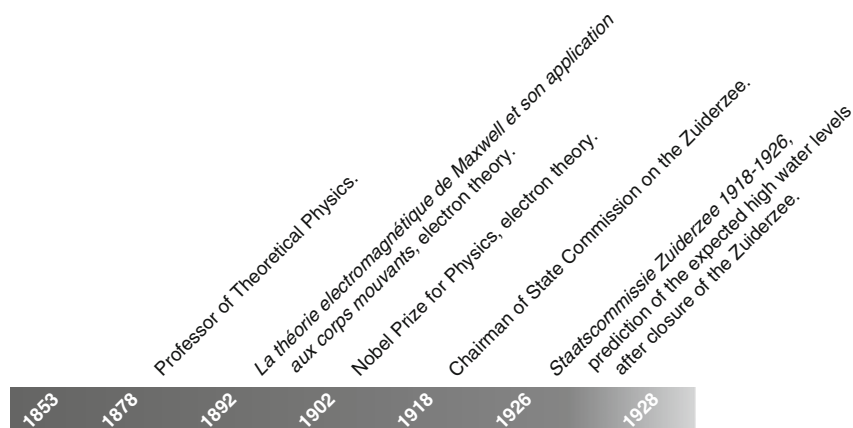 Professor of Theoretical Physics.
La théorie electromagnétique de Maxwell et son application
aux corps mouvants, electron theory.
Nobel Prize for Physics, electron theory.
Chairman of State Commission on the Zuiderzee.
Staatscommissie Zuiderzee 1918-1926,
prediction of the expected high water levels
after closure of the Zuiderzee.
1853
1878
1892
1902
1918
1926
1928